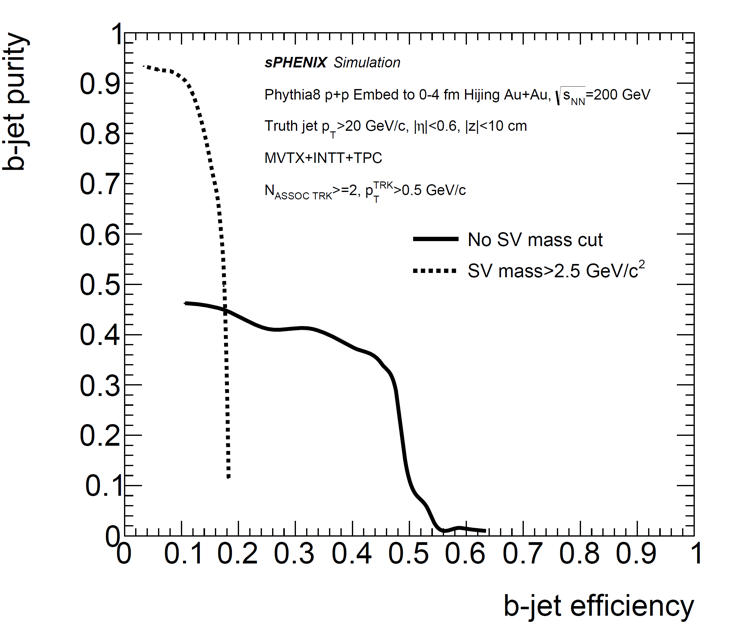 b-jet purity
1
0.9
0.8
0.7
0.6
0.5
0.4
0.3
0.2
0.1
0
sPHENIX Simulation
Phythia8 p+p Embed to 0-4 fm Hijing Au+Au, √sNN=200 GeV
Truth jet pT>20 GeV/c, |η|<0.6, |z|<10 cm
MVTX+INTT+TPC
NASSOC TRK>=2, pTTRK>0.5 GeV/c
No SV mass cut
SV mass>2.5 GeV/c2
0 0.1 0.2 0.3 0.4 0.5 0.6 0.7 0.8 0.9 1
b-jet efficiency